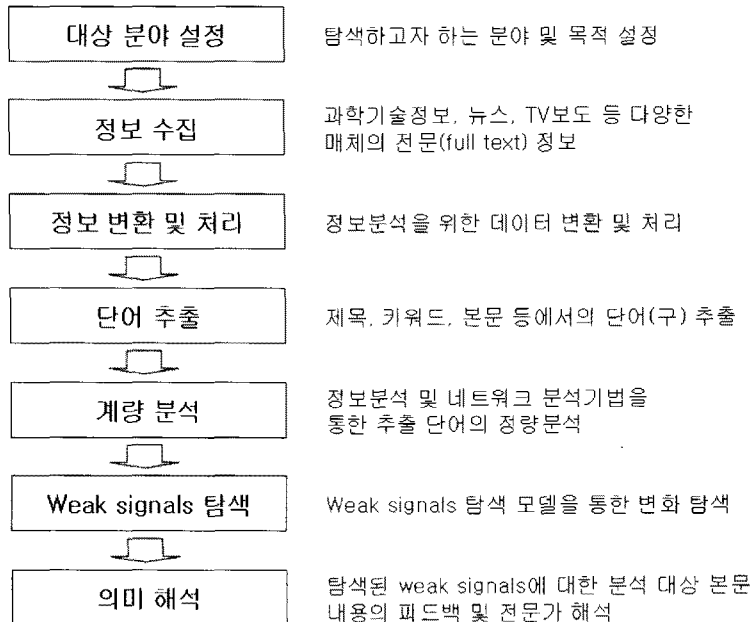 대상 분야 설정
탐색하고자 하는 분야 및 목적 설정
정보 수집
과학기술정보, 뉴스, TV보도 등 다양한
매체의 전문(full text) 정보
정보 변환 및 처리
정보분석을 위한 데이터 변환 및 처리
단어 추출
제목, 키워드, 본문 등에서의 단어(구) 추출
계량 분석
정보분석 및 네트워크 분석기법을
통한 추출 단어의 정량분석
Weak signals 탐색
Weak signals 탐색 모델을 통한 변화 탐색
의미 해석
탐색된 weak signals에 대한 분석 대상 본문
내용의 피드백 및 전문가 해석